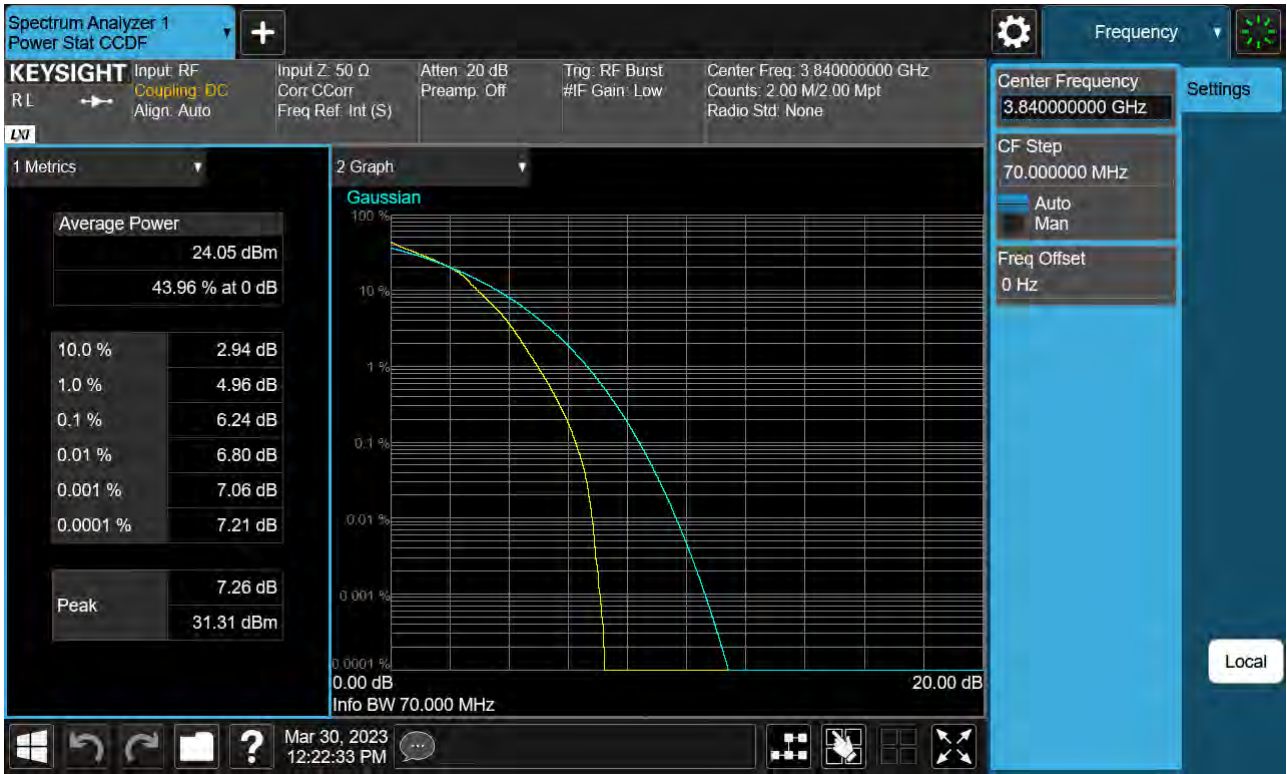 Spectrum Analyzer 1
Power Stat CCDF
Frequency
KEYSIGHT
RL
LXI
Input: RF
Coupling: DC
Align: Auto
Input Z: 50 Ω
Corr CCorr
Freq Ref: Int (S)
Atten: 20 dB
Preamp: Off
Trig: RF Burst
#IF Gain: Low
Center Freq: 3.840000000 GHz
Counts: 2.00 M/2.00 Mpt
Radio Std: None
Center Frequency
3.840000000 GHz
Settings
CF Step
70.000000 MHz
Auto
Man
Freq Offset
0 Hz
Local
1 Metrics
Average Power
24.05 dBm
43.96 % at 0 dB
10.0 % 2.94 dB
1.0 % 4.96 dB
0.1 % 6.24 dB
0.01 % 6.80 dB
0.001 % 7.06 dB
0.0001 % 7.21 dB
Peak
7.26 dB
31.31 dBm
2 Graph
Gaussian
100 %
10 %
1 %
0.1 %
0.01 %
0.001 %
0.0001 %
0.00 dB 20.00 dB
Info BW 70.000 MHz
?
Mar 30, 2023
12:22:33 PM